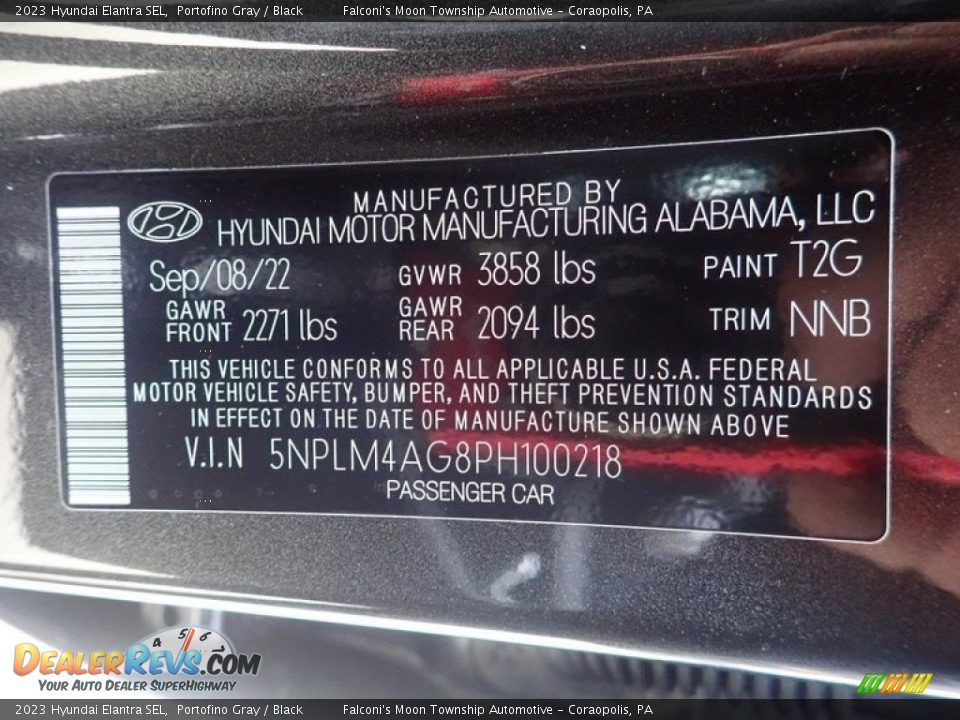 2023 Hyundai Elantra SEL, Portofino Gray / Black Falconi's Moon Township Automotive - Coraopolis, PA
MANUFACTURED BY
HYUNDAI MOTOR MANUFACTURING ALABAMA, LLC
Sep/08/22 GVWR 3858 lbs PAINT T2G
GAWR FRONT 2271 lbs GAWR REAR 2094 lbs TRIM NNB
THIS VEHICLE CONFORMS TO ALL APPLICABLE U.S.A. FEDERAL
MOTOR VEHICLE SAFETY, BUMPER, AND THEFT PREVENTION STANDARDS
IN EFFECT ON THE DATE OF MANUFACTURE SHOWN ABOVE
V.I.N 5NPLM4AG8PH100218
PASSENGER CAR
4 5 6
DEALERREVS.COM
YOUR AUTO DEALER SUPERHIGHWAY
2023 Hyundai Elantra SEL, Portofino Gray / Black Falconi's Moon Township Automotive - Coraopolis, PA